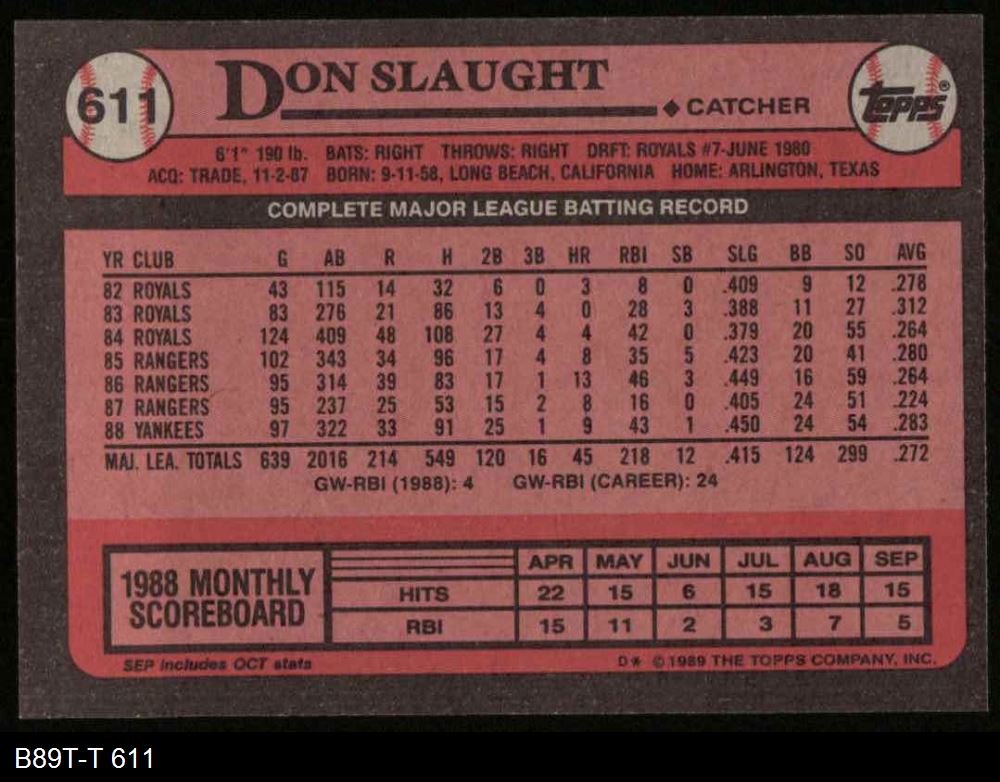 611
DON SLAUGHT
◆ CATCHER
topps®
6'1" 190 lb. BATS: RIGHT THROWS: RIGHT DRFT: ROYALS #7-JUNE 1980
ACQ: TRADE, 11-2-87 BORN: 9-11-58, LONG BEACH, CALIFORNIA HOME: ARLINGTON, TEXAS
COMPLETE MAJOR LEAGUE BATTING RECORD
YR CLUB G AB R H 2B 3B HR RBI SB SLG BB SO AVG
82 ROYALS 43 115 14 32 6 0 3 8 0 .409 9 12 .278
83 ROYALS 83 276 21 86 13 4 0 28 3 .388 11 27 .312
84 ROYALS 124 409 48 108 27 4 4 42 0 .379 20 55 .264
85 RANGERS 102 343 34 96 17 4 8 35 5 .423 20 41 .280
86 RANGERS 95 314 39 83 17 1 13 46 3 .449 16 59 .264
87 RANGERS 95 237 25 53 15 2 8 16 0 .405 24 51 .224
88 YANKEES 97 322 33 91 25 1 9 43 1 .450 24 54 .283
MAJ. LEA. TOTALS 639 2016 214 549 120 16 45 218 12 .415 124 299 .272
GW-RBI (1988): 4 GW-RBI (CAREER): 24
1988 MONTHLY
SCOREBOARD
APR MAY JUN JUL AUG SEP
HITS 22 15 6 15 18 15
RBI 15 11 2 3 7 5
SEP includes OCT stats
D* © 1989 THE TOPPS COMPANY, INC.
B89T-T 611